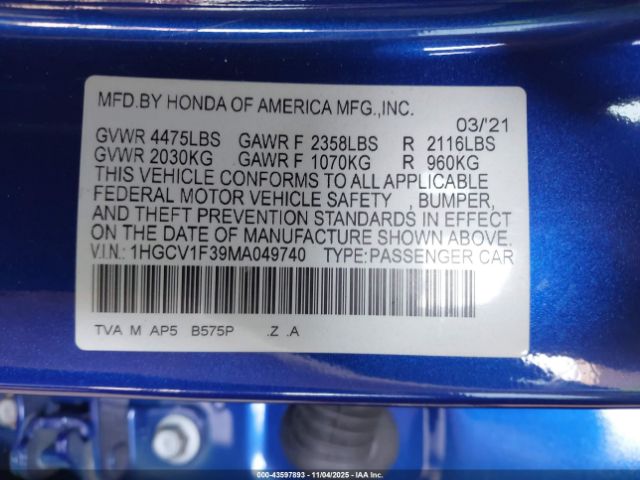 MFD.BY HONDA OF AMERICA MFG.,INC.
03/'21
GVWR 4475LBS GAWR F 2358LBS R 2116LBS
GVWR 2030KG GAWR F 1070KG R 960KG
THIS VEHICLE CONFORMS TO ALL APPLICABLE
FEDERAL MOTOR VEHICLE SAFETY , BUMPER,
AND THEFT PREVENTION STANDARDS IN EFFECT
ON THE DATE OF MANUFACTURE SHOWN ABOVE.
V.I.N.: 1HGCV1F39MA049740 TYPE:PASSENGER CAR
TVA M AP5 B575P .Z .A
000-43597893 - 11/04/2025 - IAA Inc.